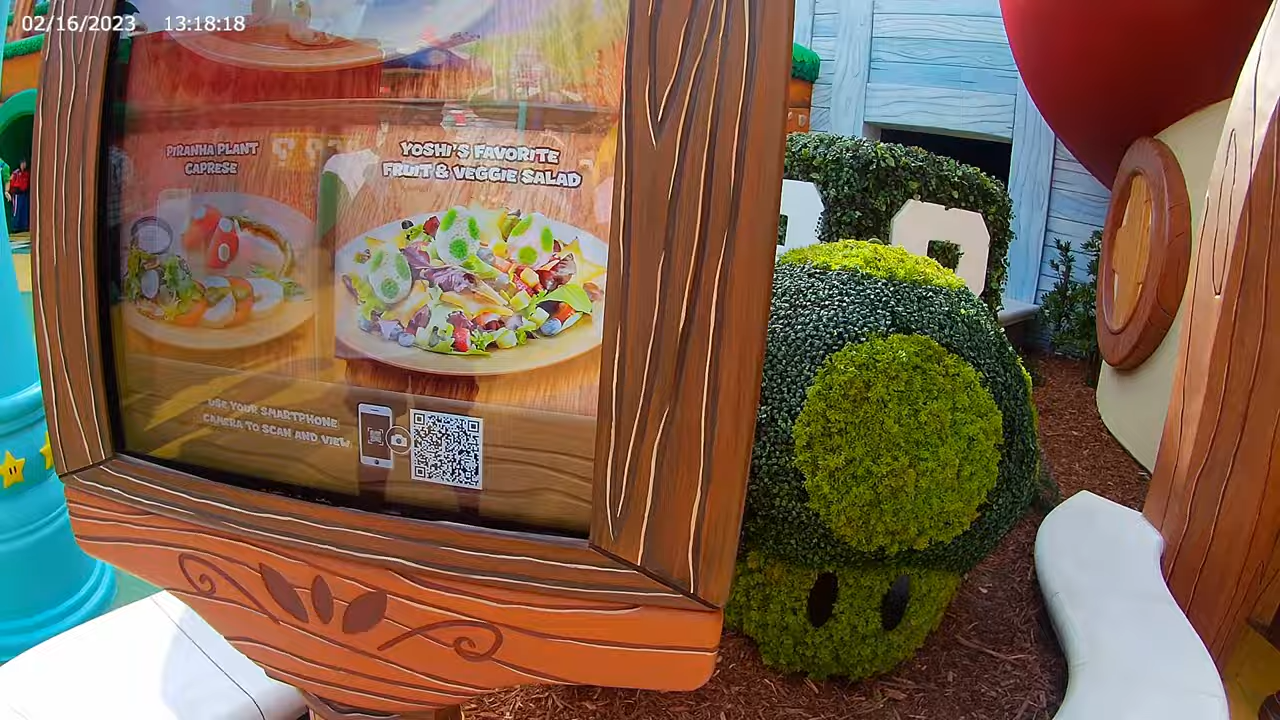 02/16/2023 13:18:18
PIRANHA PLANT
CAPRESE
YOSHI'S FAVORITE
FRUIT & VEGGIE SALAD
USE YOUR SMARTPHONE
CAMERA TO SCAN AND VIEW